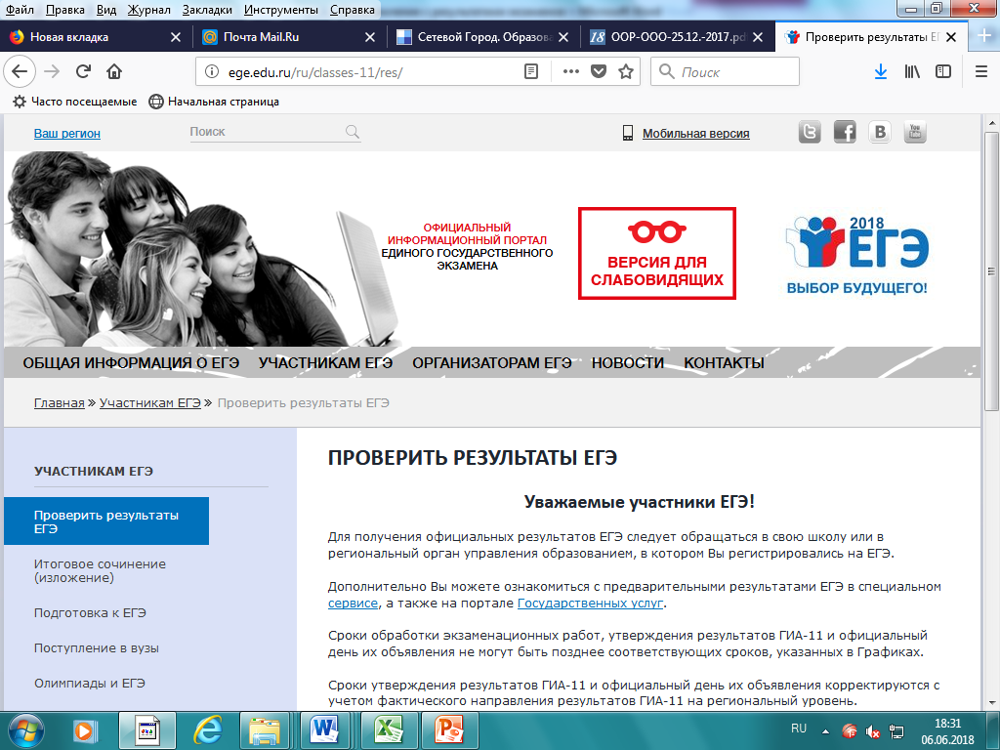 Файл Правка Вид Журнал Закладки Инструменты Справка
Новая вкладка
Почта Mail.Ru
Сетевой Город. Образова
18 ООР-ООО-25.12.-2017.pd
Проверить результаты Е
ege.edu.ru/ru/classes-11/res/
Поиск
Часто посещаемые Начальная страница
Ваш регион
Поиск
Мобильная версия
ОФИЦИАЛЬНЫЙ
ИНФОРМАЦИОННЫЙ ПОРТАЛ
ЕДИНОГО ГОСУДАРСТВЕННОГО
ЭКЗАМЕНА
ВЕРСИЯ ДЛЯ
СЛАБОВИДЯЩИХ
2018
ЕГЭ
ВЫБОР БУДУЩЕГО!
ОБЩАЯ ИНФОРМАЦИЯ О ЕГЭ УЧАСТНИКАМ ЕГЭ ОРГАНИЗАТОРАМ ЕГЭ НОВОСТИ КОНТАКТЫ
Главная » Участникам ЕГЭ » Проверить результаты ЕГЭ
УЧАСТНИКАМ ЕГЭ
Проверить результаты
ЕГЭ
Итоговое сочинение
(изложение)
Подготовка к ЕГЭ
Поступление в вузы
Олимпиады и ЕГЭ
ПРОВЕРИТЬ РЕЗУЛЬТАТЫ ЕГЭ
Уважаемые участники ЕГЭ!
Для получения официальных результатов ЕГЭ следует обращаться в свою школу или в
региональный орган управления образованием, в котором Вы регистрировались на ЕГЭ.
Дополнительно Вы можете ознакомиться с предварительными результатами ЕГЭ в специальном
сервисе, а также на портале Государственных услуг.
Сроки обработки экзаменационных работ, утверждения результатов ГИА-11 и официальный
день их объявления не могут быть позднее соответствующих сроков, указанных в Графиках.
Сроки утверждения результатов ГИА-11 и официальный день их объявления корректируются с
учетом фактического направления результатов ГИА-11 на региональный уровень.
RU
18:31
06.06.2018